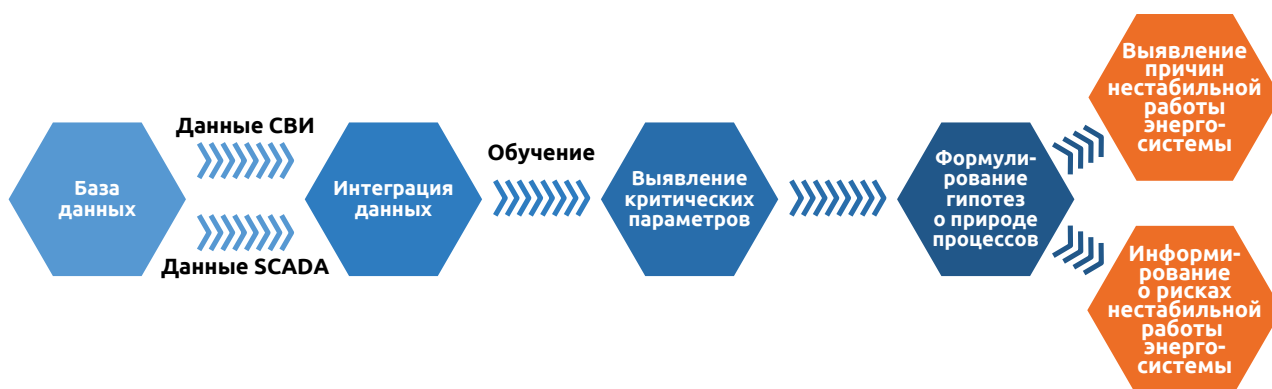 База
данных
Данные СВИ
Данные SCADA
Интеграция
данных
Обучение
Выявление
критических
параметров
Формули-
рование
гипотез
о природе
процессов
Выявление
причин
нестабильной
работы
энерго-
системы
Информи-
рование
о рисках
нестабильной
работы
энерго-
системы